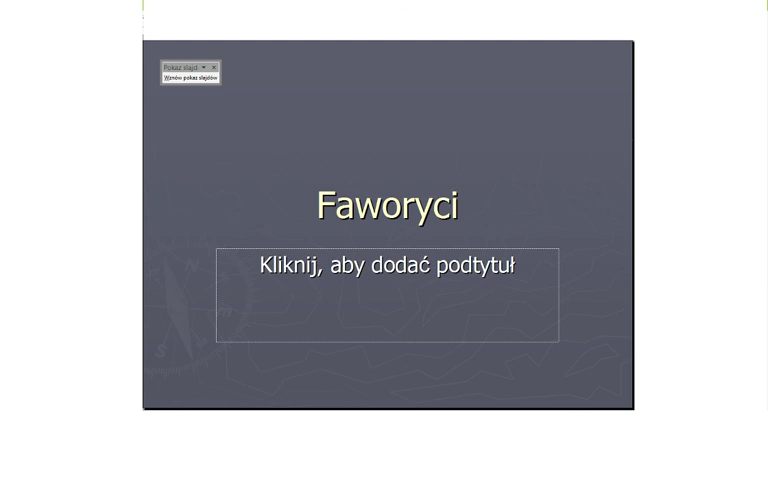 Pokaz slajd
Wznów pokaz slajdów
Faworyci
Kliknij, aby dodać podtytuł
N
m
S